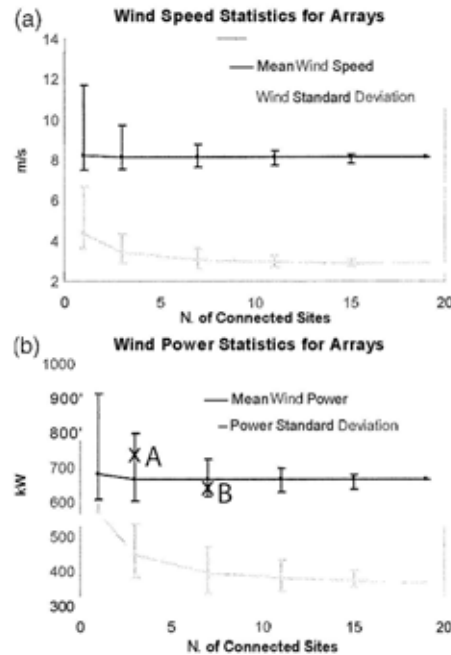 (a)
Wind Speed Statistics for Arrays
14
12
10
8
6
4
2
m/s
Mean Wind Speed
Wind Standard Deviation
0 5 10 15 20
N. of Connected Sites
(b)
Wind Power Statistics for Arrays
1000
900'
800'
700
600
500
400
300
kW
Mean Wind Power
Power Standard Deviation
A
B
0 5 10 15 20
N. of Connected Sites